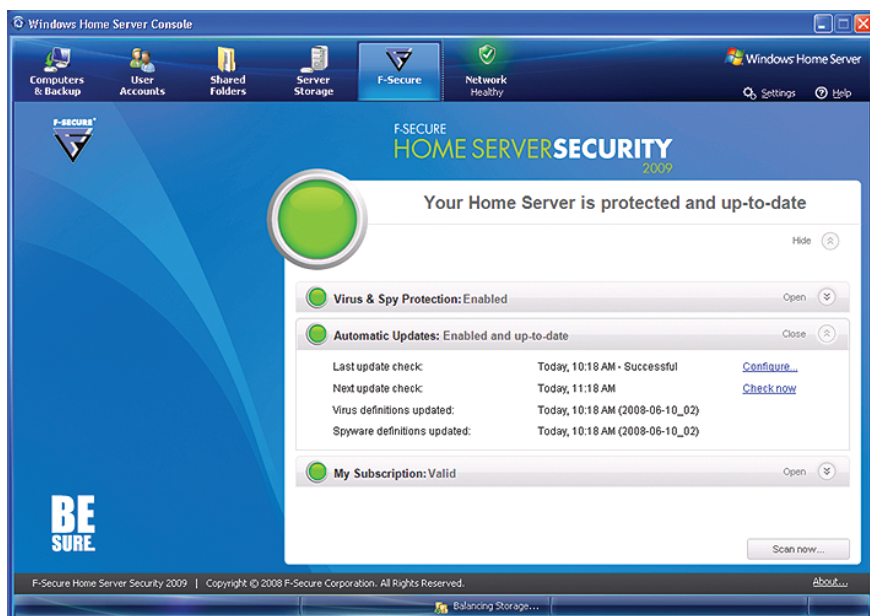 Windows Home Server Console
Computers & Backup
User Accounts
Shared Folders
Server Storage
F-Secure
Network Healthy
Windows Home Server
Settings
Help
F-SECURE
F-SECURE
HOME SERVERSECURITY
2009
Your Home Server is protected and up-to-date
Hide
Virus & Spy Protection: Enabled
Open
Automatic Updates: Enabled and up-to-date
Close
Last update check: Today, 10:18 AM - Successful Configure...
Next update check: Today, 11:18 AM Check now
Virus definitions updated: Today, 10:18 AM (2008-06-10_02)
Spyware definitions updated: Today, 10:18 AM (2008-06-10_02)
My Subscription: Valid
Open
BE
SURE.
Scan now...
F-Secure Home Server Security 2009 | Copyright © 2008 F-Secure Corporation. All Rights Reserved.
About...
Balancing Storage...